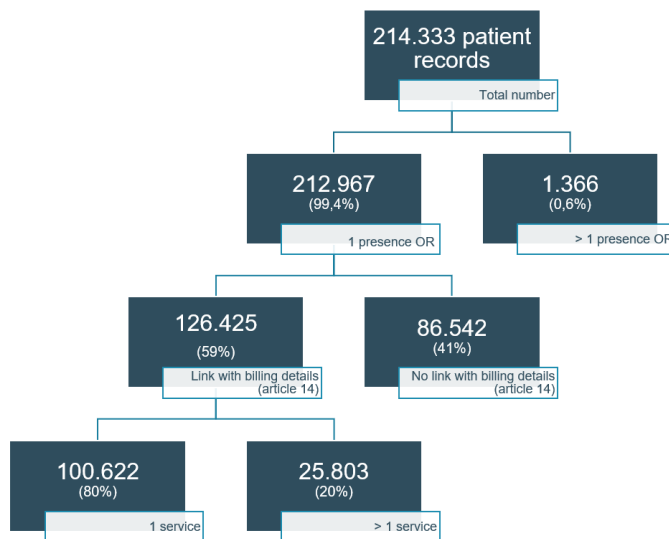 214.333 patient
records
Total number
212.967
(99,4%)
1 presence OR
1.366
(0,6%)
> 1 presence OR
126.425
(59%)
Link with billing details
(article 14)
86.542
(41%)
No link with billing details
(article 14)
100.622
(80%)
1 service
25.803
(20%)
> 1 service